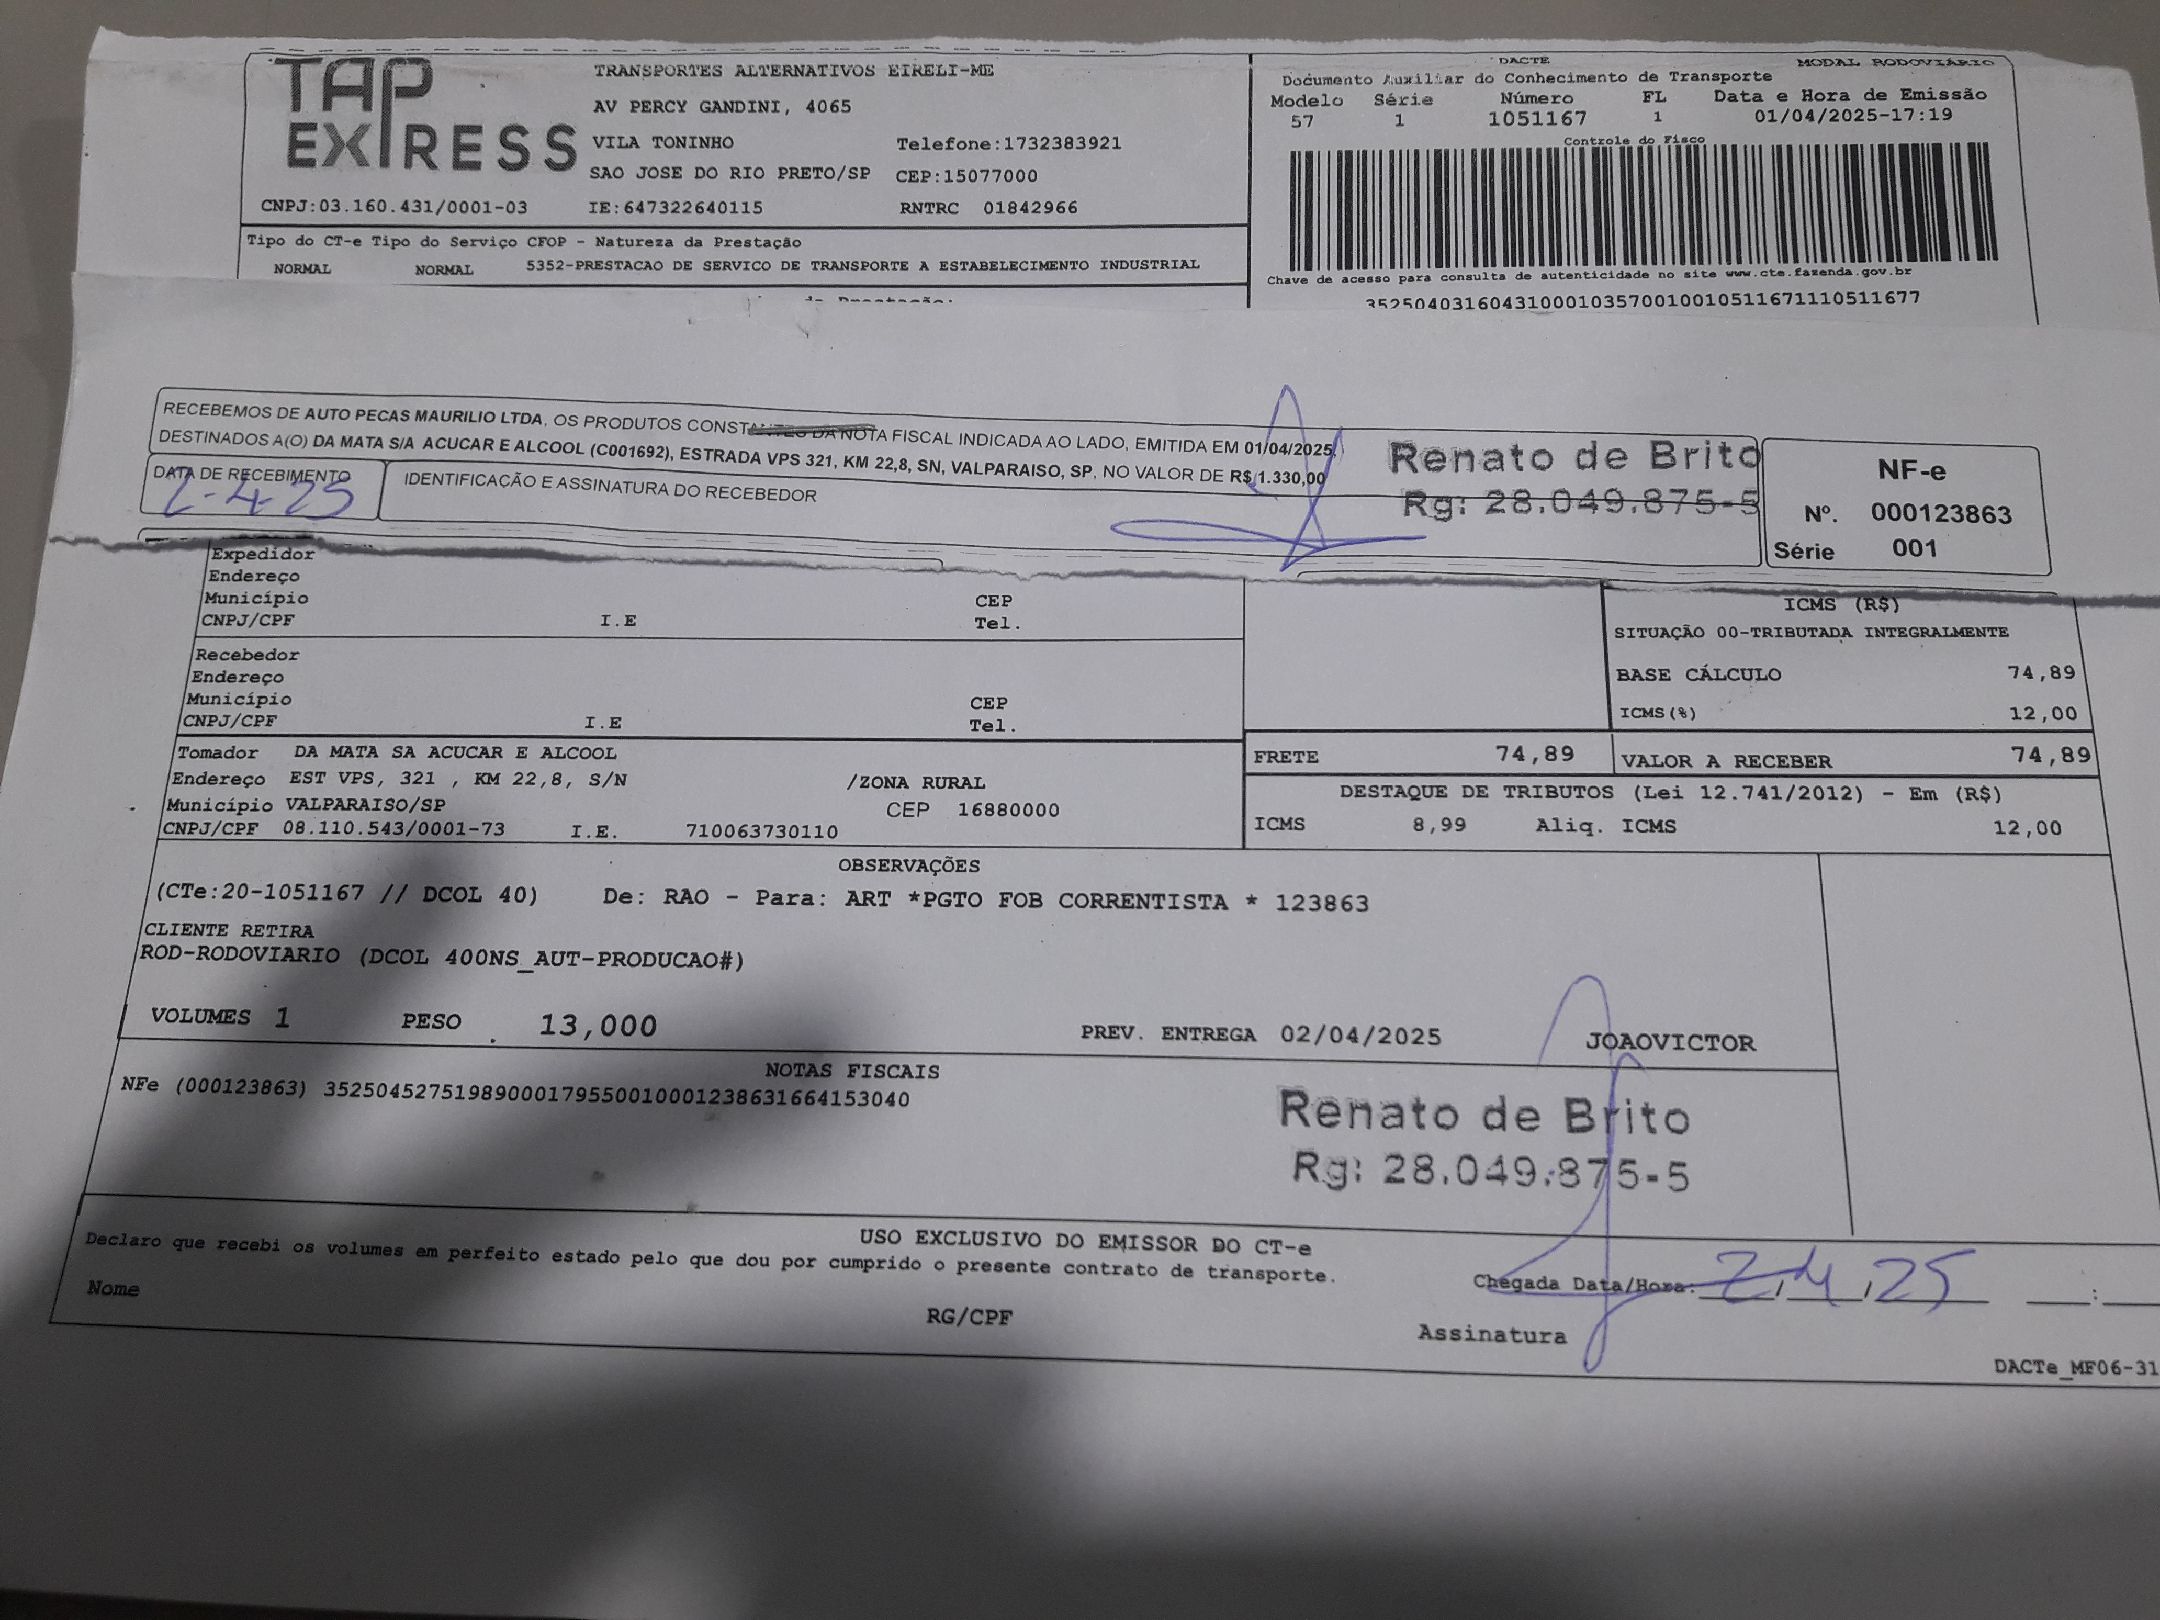 TAP EXPRESS
TRANSPORTES ALTERNATIVOS EIRELI-ME
AV PERCY GANDINI, 4065
VILA TONINHO Telefone:1732383921
SAO JOSE DO RIO PRETO/SP CEP:15077000
CNPJ:03.160.431/0001-03 IE:647322640115 RNTRC 01842966
Tipo do CT-e Tipo do Serviço CFOP - Natureza da Prestação
NORMAL NORMAL 5352-PRESTACAO DE SERVICO DE TRANSPORTE A ESTABELECIMENTO INDUSTRIAL
DACTE MODAL RODOVIÁRIO
Documento Auxiliar do Conhecimento de Transporte
Modelo Série Número FL Data e Hora de Emissão
57 1 1051167 1 01/04/2025-17:19
Controle do Fisco
Chave de acesso para consulta de autenticidade no site www.cte.fazenda.gov.br
35250403160431000103570010010511671110511677
RECEBEMOS DE AUTO PECAS MAURILIO LTDA, OS PRODUTOS CONSTANTES DA NOTA FISCAL INDICADA AO LADO, EMITIDA EM 01/04/2025,
DESTINADOS A(O) DA MATA S/A ACUCAR E ALCOOL (C001692), ESTRADA VPS 321, KM 22,8, SN, VALPARAISO, SP, NO VALOR DE R$ 1.330,00
DATA DE RECEBIMENTO IDENTIFICAÇÃO E ASSINATURA DO RECEBEDOR
2-4-25
Renato de Brito
Rg: 28.049.875-5
NF-e
Nº. 000123863
Série 001
Expedidor
Endereço
Município CEP
CNPJ/CPF I.E Tel.
Recebedor
Endereço
Município CEP
CNPJ/CPF I.E Tel.
ICMS (R$)
SITUAÇÃO 00-TRIBUTADA INTEGRALMENTE
BASE CÁLCULO 74,89
ICMS(%) 12,00
Tomador DA MATA SA ACUCAR E ALCOOL
Endereço EST VPS, 321 , KM 22,8, S/N /ZONA RURAL
Município VALPARAISO/SP CEP 16880000
CNPJ/CPF 08.110.543/0001-73 I.E. 710063730110
FRETE 74,89 VALOR A RECEBER 74,89
DESTAQUE DE TRIBUTOS (Lei 12.741/2012) - Em (R$)
ICMS 8,99 Aliq. ICMS 12,00
OBSERVAÇÕES
(CTe:20-1051167 // DCOL 40) De: RAO - Para: ART *PGTO FOB CORRENTISTA * 123863
CLIENTE RETIRA
ROD-RODOVIARIO (DCOL 400NS_AUT-PRODUCAO#)
VOLUMES 1 PESO 13,000 PREV. ENTREGA 02/04/2025 JOAOVICTOR
NOTAS FISCAIS
NFe (000123863) 35250452751989000179550010001238631664153040
Renato de Brito
Rg: 28.049.875-5
USO EXCLUSIVO DO EMISSOR DO CT-e
Declaro que recebi os volumes em perfeito estado pelo que dou por cumprido o presente contrato de transporte.
Nome RG/CPF
Chegada Data/Hora: 2/4/25 :
Assinatura
DACTe_MF06-31